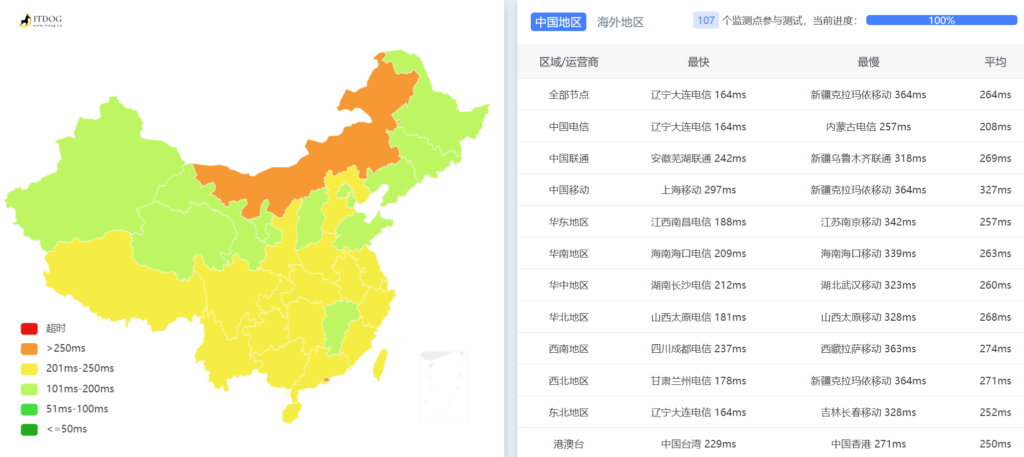 ITDOG
www.itdog.cn
超时
>250ms
201ms-250ms
101ms-200ms
51ms-100ms
<=50ms
中国地区 海外地区 107 个监测点参与测试，当前进度： 100%
区域/运营商 最快 最慢 平均
全部节点 辽宁大连电信 164ms 新疆克拉玛依移动 364ms 264ms
中国电信 辽宁大连电信 164ms 内蒙古电信 257ms 208ms
中国联通 安徽芜湖联通 242ms 新疆乌鲁木齐联通 318ms 269ms
中国移动 上海移动 297ms 新疆克拉玛依移动 364ms 327ms
华东地区 江西南昌电信 188ms 江苏南京移动 342ms 257ms
华南地区 海南海口电信 209ms 海南海口移动 339ms 263ms
华中地区 湖南长沙电信 212ms 湖北武汉移动 323ms 260ms
华北地区 山西太原电信 181ms 山西太原移动 328ms 268ms
西南地区 四川成都电信 237ms 西藏拉萨移动 363ms 274ms
西北地区 甘肃兰州电信 178ms 新疆克拉玛依移动 364ms 271ms
东北地区 辽宁大连电信 164ms 吉林长春移动 328ms 252ms
港澳台 中国台湾 229ms 中国香港 271ms 250ms